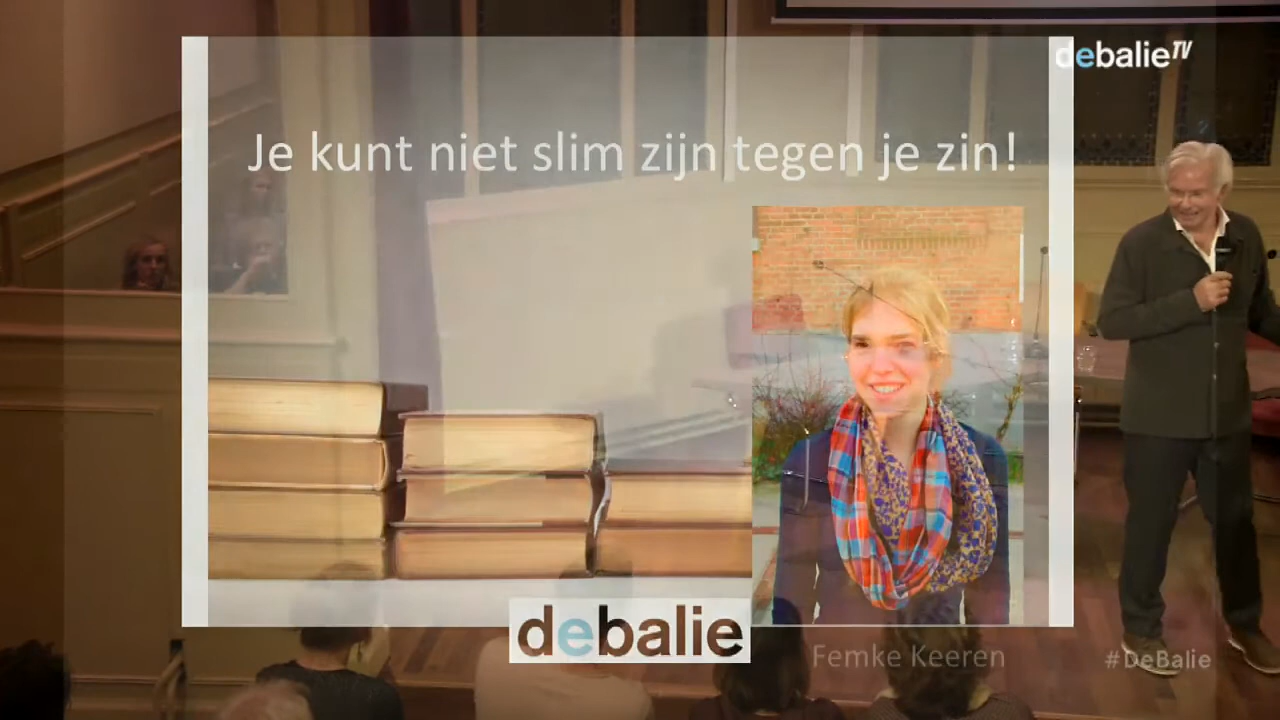 debalieTV
Je kunt niet slim zijn tegen je zin!
debalie
Femke Keeren
#DeBalie